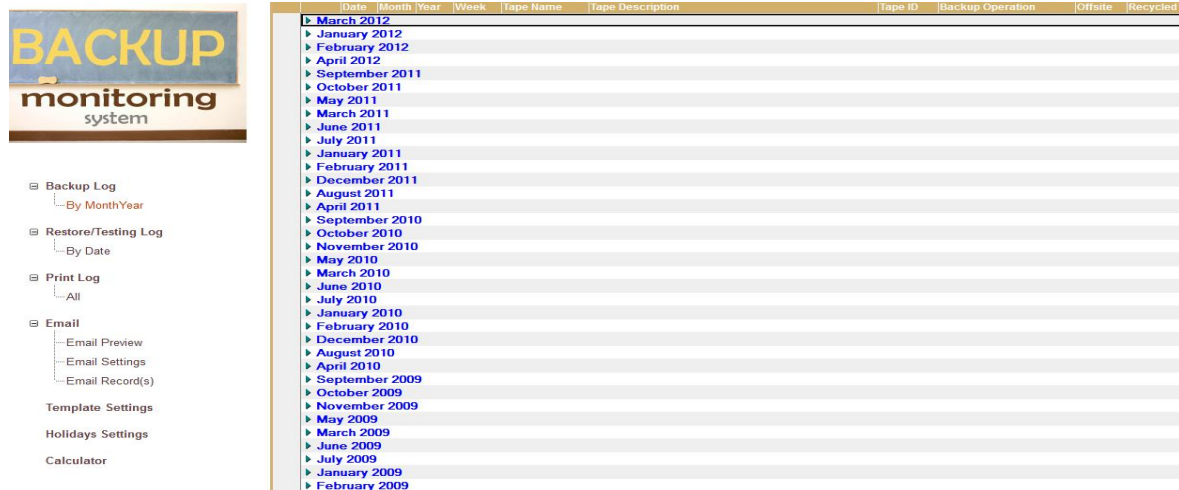 BACKUP
monitoring
system
Backup Log
By MonthYear
Restore/Testing Log
By Date
Print Log
All
Email
Email Preview
Email Settings
Email Record(s)
Template Settings
Holidays Settings
Calculator
Date Month Year Week Tape Name Tape Description Tape ID Backup Operation Offsite Recycled
March 2012
January 2012
February 2012
April 2012
September 2011
October 2011
May 2011
March 2011
June 2011
July 2011
January 2011
February 2011
December 2011
August 2011
April 2011
September 2010
October 2010
November 2010
May 2010
March 2010
June 2010
July 2010
January 2010
February 2010
December 2010
August 2010
April 2010
September 2009
October 2009
November 2009
May 2009
March 2009
June 2009
July 2009
January 2009
February 2009